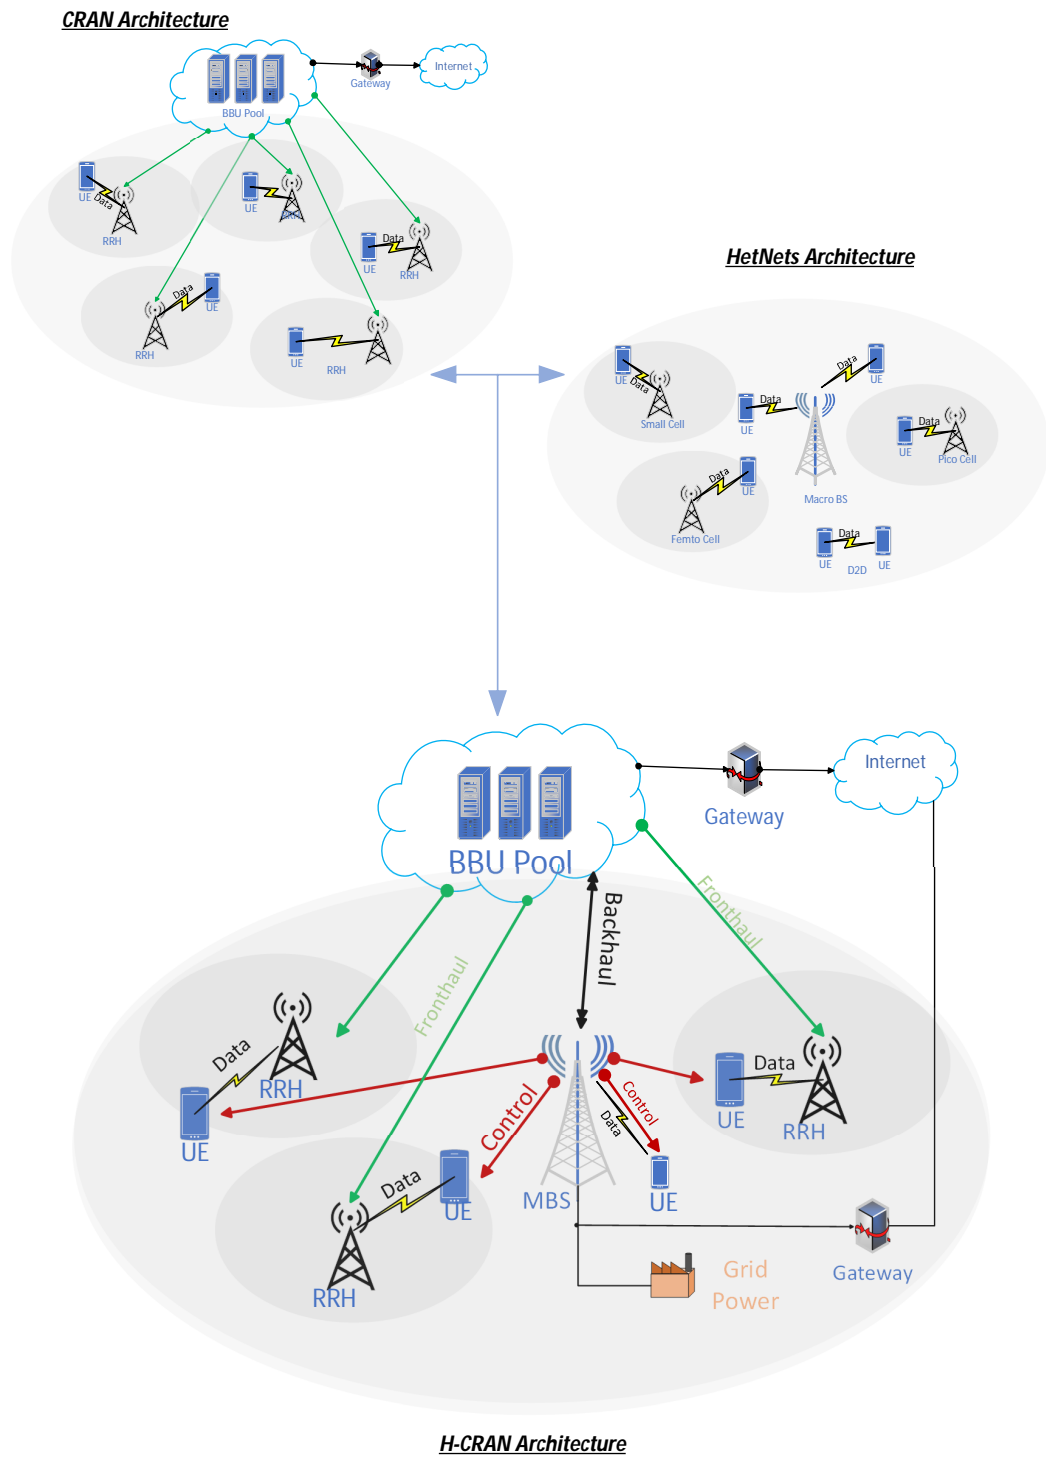 CRAN Architecture
Internet
Gateway
BBU Pool
UE
Data
RRH
UE
RRH
Data
UE
RRH
Data
UE
RRH
UE
RRH
HetNets Architecture
UE
Data
Small Cell
Data
UE
Data
UE
Macro BS
UE
Data
Pico Cell
Data
UE
Femto Cell
Data
UE
UE
D2D
Internet
Gateway
BBU Pool
Backhaul
Fronthaul
Fronthaul
Data
RRH
UE
Control
Control
Data
Data
UE
RRH
Data
UE
RRH
MBS
UE
Grid
Power
Gateway
H-CRAN Architecture